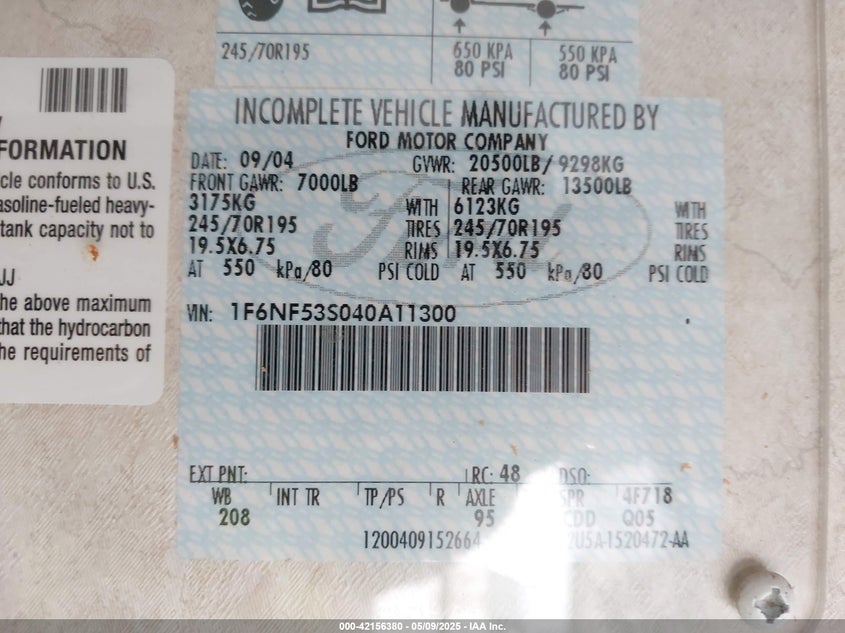 245/70R195
650 KPA
80 PSI
550 KPA
80 PSI
FORMATION
cle conforms to U.S.
asoline-fueled heavy-
tank capacity not to
JJ
he above maximum
that the hydrocarbon
he requirements of
INCOMPLETE VEHICLE MANUFACTURED BY
FORD MOTOR COMPANY
DATE: 09/04 GVWR: 20500LB/ 9298KG
FRONT GAWR: 7000LB REAR GAWR: 13500LB
3175KG WITH 6123KG WITH
245/70R195 TIRES 245/70R195 TIRES
19.5X6.75 RIMS 19.5X6.75 RIMS
AT 550 kPa/80 PSI COLD AT 550 kPa/80 PSI COLD
Ford
VIN: 1F6NF53S040A11300
EXT PNT: RC: 48 DSO:
WB INT TR TP/PS R AXLE SPR 4F718
208 95 CDD Q05
1200409152664 2U5A-1520472-AA
000-42156380 - 05/09/2025 - IAA Inc.